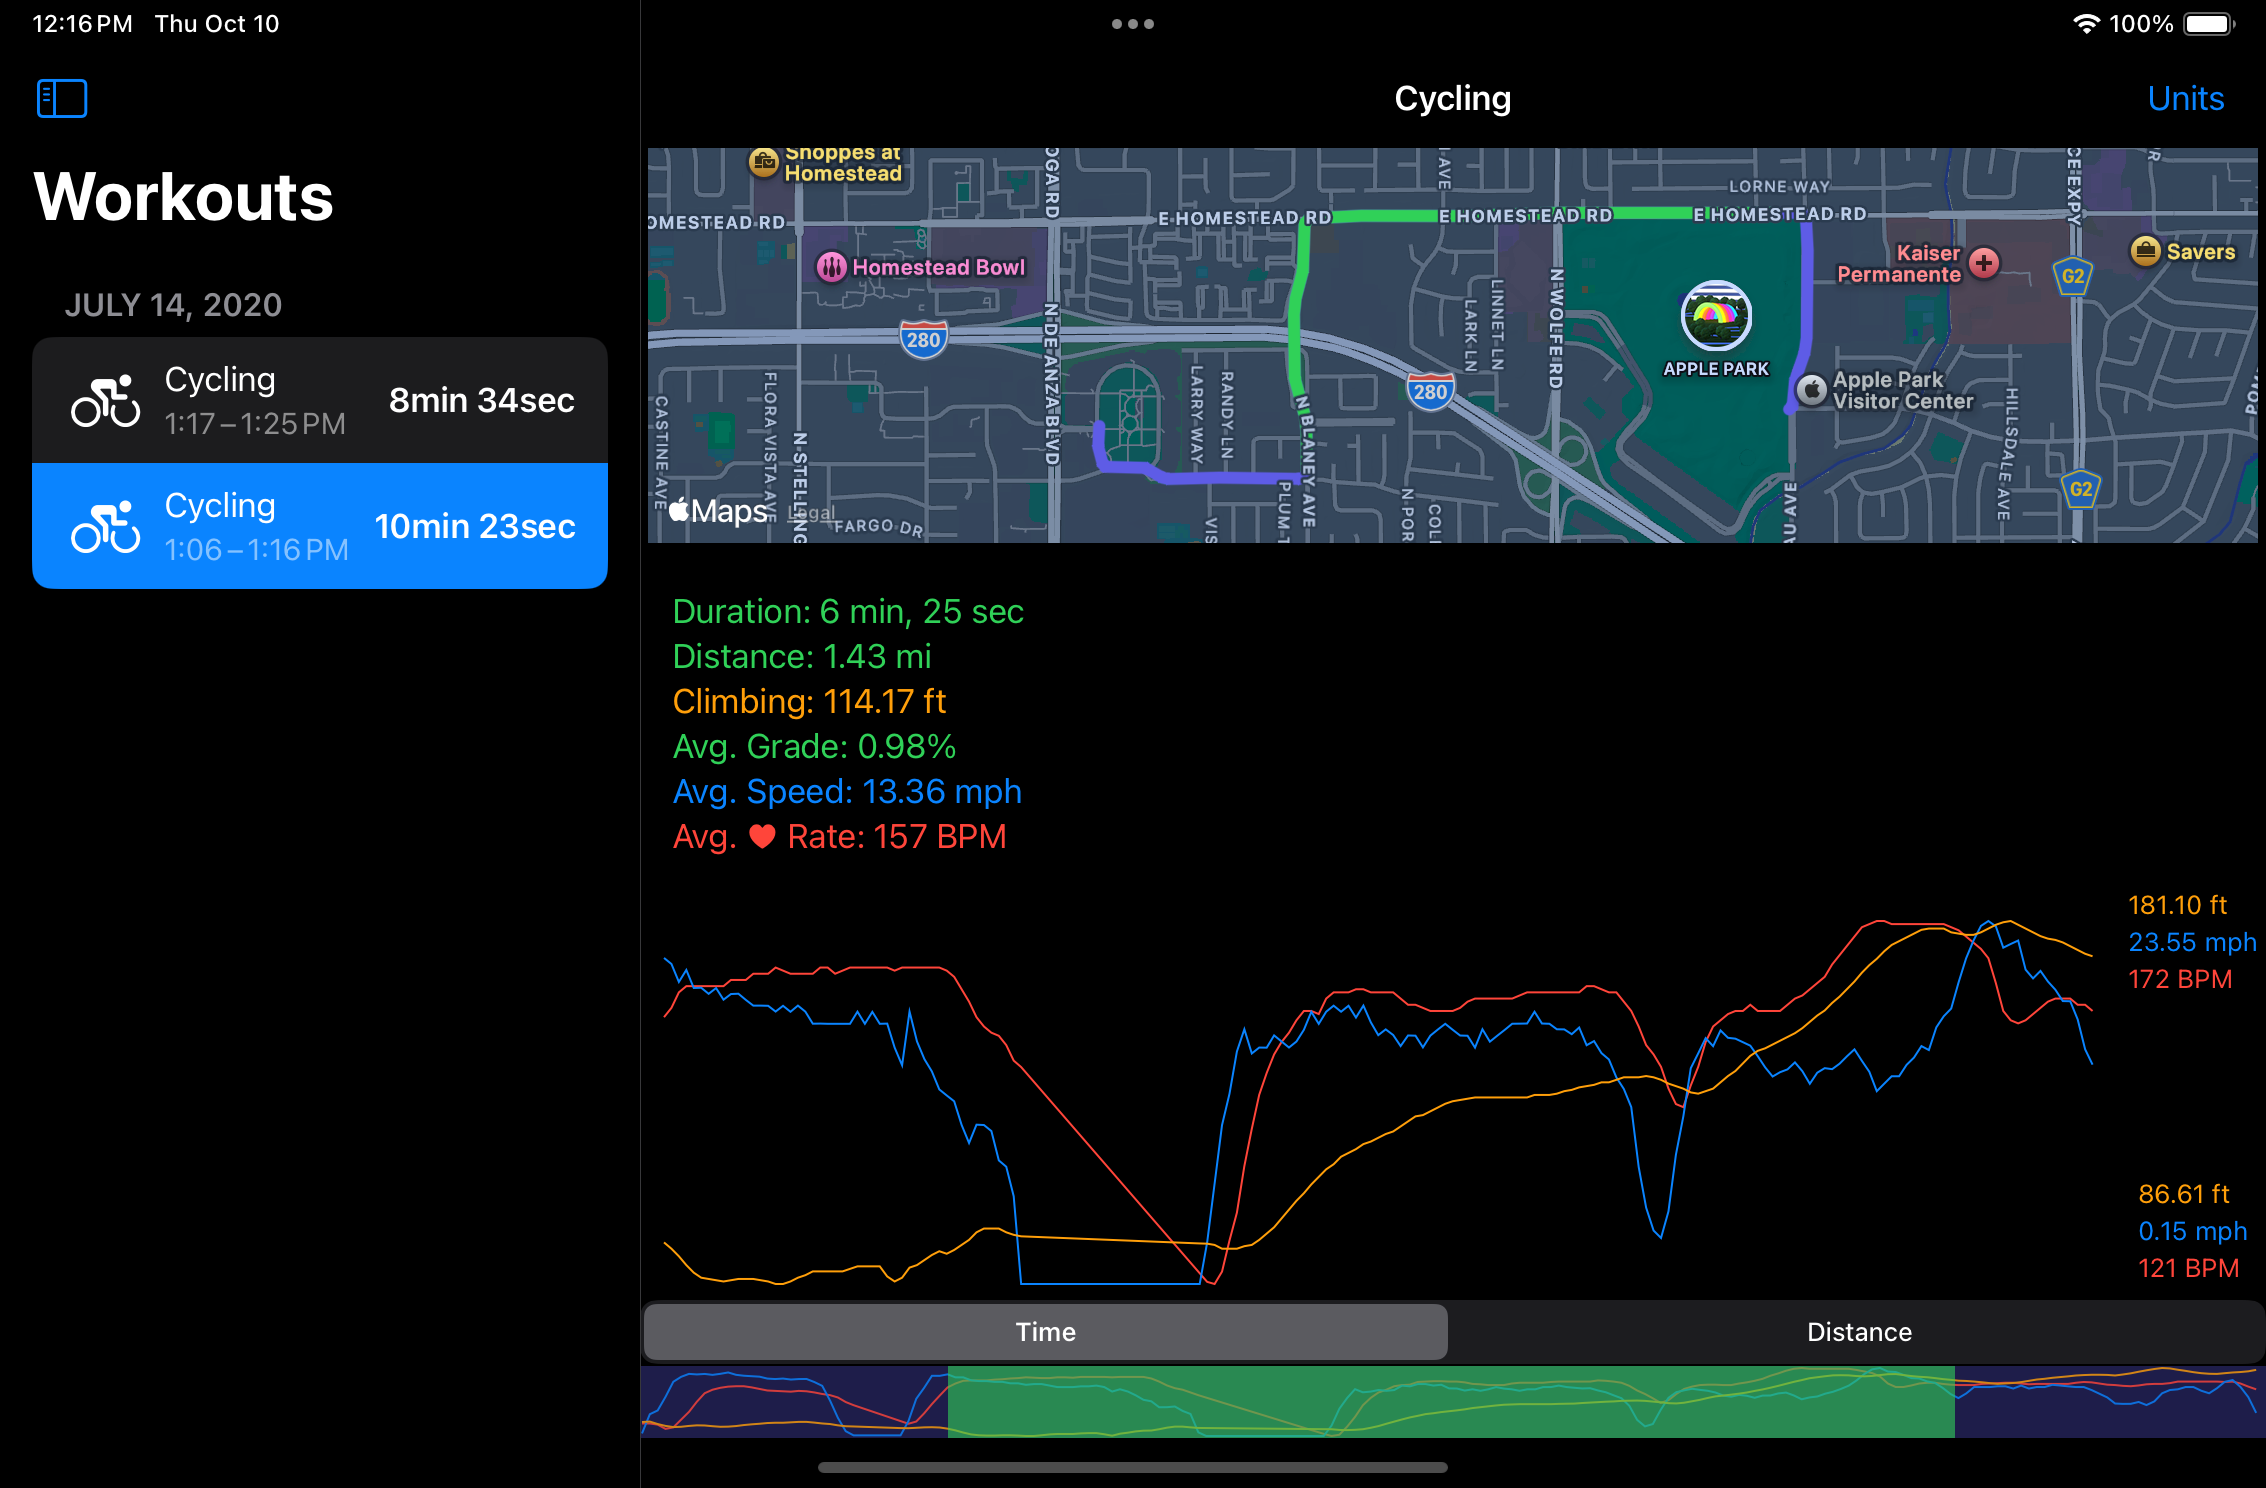 12:16 PM Thu Oct 10
100%
Workouts
JULY 14, 2020
Cycling
1:17 – 1:25 PM
8min 34sec
Cycling
1:06 – 1:16 PM
10min 23sec
Cycling
Units
Shoppes at
Homestead
LORNE WAY
OMESTEAD RD
E HOMESTEAD RD
E HOMESTEAD RD
E HOMESTEAD RD
Homestead Bowl
Kaiser
Permanente
Savers
G2
280
280
APPLE PARK
Apple Park
Visitor Center
G2
N DE ANZA BLVD
N WOLFE RD
LARK LN
LINNET LN
LARRY WAY
RANDY LN
N BLANEY AVE
CASTINE AVE
FLORA VISTA AVE
N STELLING
HILLSDALE AVE
FARGO DR
Maps
Legal
Duration: 6 min, 25 sec
Distance: 1.43 mi
Climbing: 114.17 ft
Avg. Grade: 0.98%
Avg. Speed: 13.36 mph
Avg. ♥ Rate: 157 BPM
181.10 ft
23.55 mph
172 BPM
86.61 ft
0.15 mph
121 BPM
Time
Distance